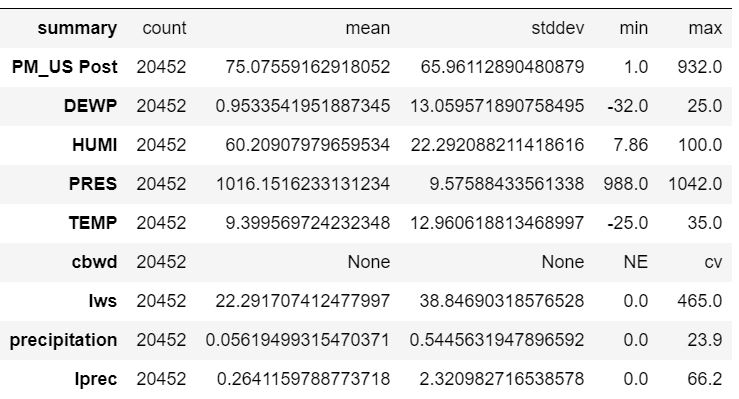 summary count mean stddev min max
PM_US Post 20452 75.07559162918052 65.96112890480879 1.0 932.0
DEWP 20452 0.9533541951887345 13.059571890758495 -32.0 25.0
HUMI 20452 60.20907979659534 22.292088211418616 7.86 100.0
PRES 20452 1016.1516233131234 9.57588433561338 988.0 1042.0
TEMP 20452 9.399569724232348 12.960618813468997 -25.0 35.0
cbwd 20452 None None NE cv
Iws 20452 22.291707412477997 38.84690318576528 0.0 465.0
precipitation 20452 0.05619499315470371 0.5445631947896592 0.0 23.9
Iprec 20452 0.2641159788773718 2.320982716538578 0.0 66.2